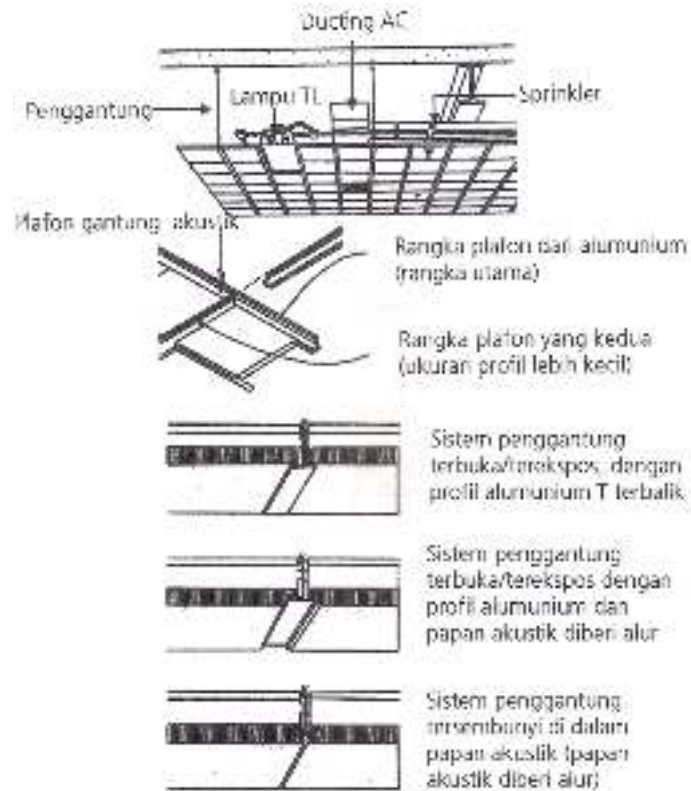 Ducting AC
Penggantung
Lampu TL
Sprinkler
Plafon gantung akustik
Rangka plafon dari alumunium
(rangka utama)
Rangka plafon yang kedua
(ukuran profil lebih kecil)
Sistem penggantung
terbuka/terekspos, dengan
profil alumunium T terbalik
Sistem penggantung
terbuka/terekspos dengan
profil alumunium dan
papan akustik diberi alur
Sistem penggantung
tersembunyi di dalam
papan akustik (papan
akustik diberi alur)